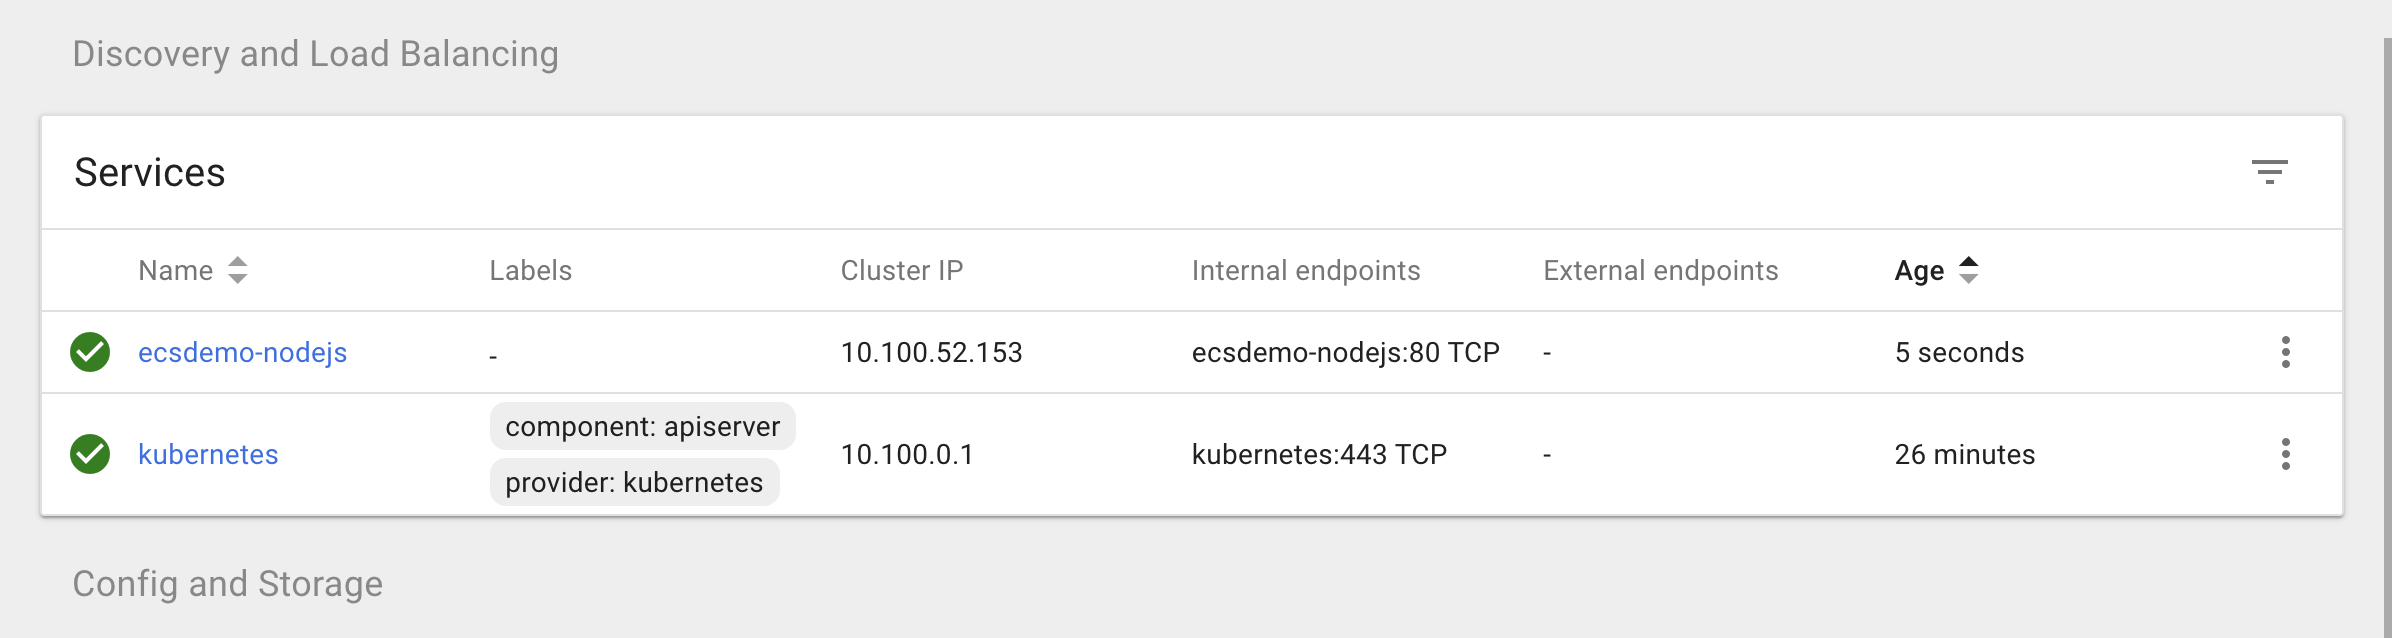 Discovery and Load Balancing
Services
Name Labels Cluster IP Internal endpoints External endpoints Age
ecsdemo-nodejs - 10.100.52.153 ecsdemo-nodejs:80 TCP - 5 seconds
component: apiserver
kubernetes 10.100.0.1 kubernetes:443 TCP - 26 minutes
provider: kubernetes
Config and Storage